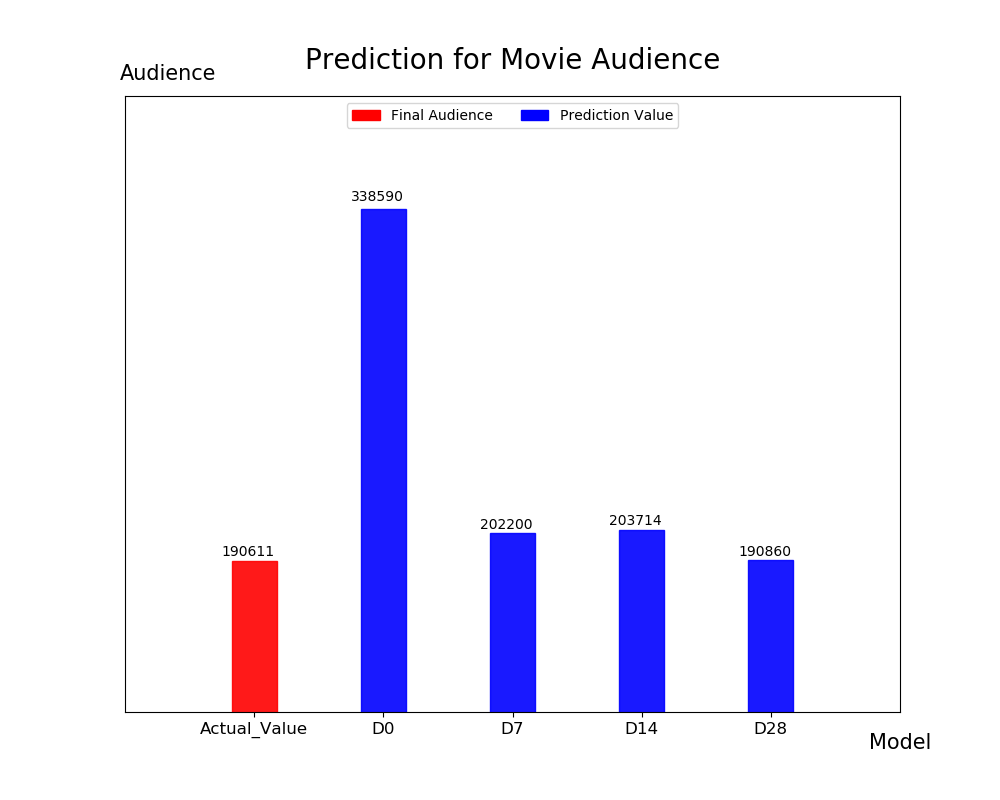 Prediction for Movie Audience
Audience
Final Audience Prediction Value
338590
203714
202200
190611
190860
Actual_Value D0 D7 D14 D28
Model